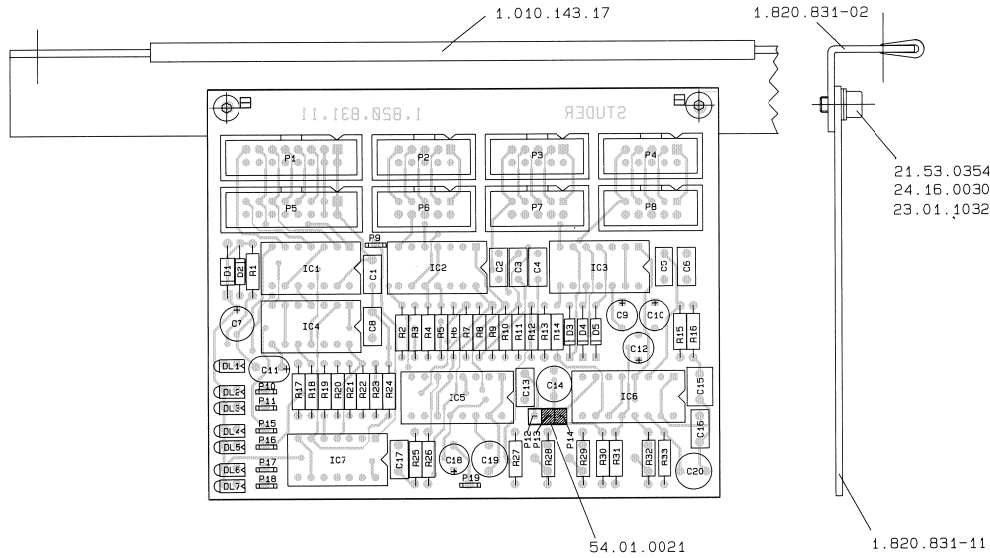 1.010.143.17
1.820.831-02
1.820.831.11
STUDER
P1 P2 P3 P4
21.53.0354
24.16.0030
23.01.1032
P5 P6 P7 P8
P9
D1 D2 R1 IC1 C1 IC2 C2 C3 C4 IC3 C5 C6
C7 IC4 C8 R2 R3 R4 R5 R7 R8 R9 R10 R11 R12 R13 R14 D3 D4 D5 C9 C10 R15 R16
C12
DL1 C11
DL2 P10 R17 R18 R19 R20 R21 R22 R23 R24 IC5 C13 C14 IC6 C15
DL3 P11
P12 P13 P14 C16
DL4 P15
DL5 P16
IC7 C17 R25 R26 C18 C19 R27 R28 R29 R30 R31 R32 R33
DL6 P17
C20
DL7 P18
P19
54.01.0021
1.820.831-11